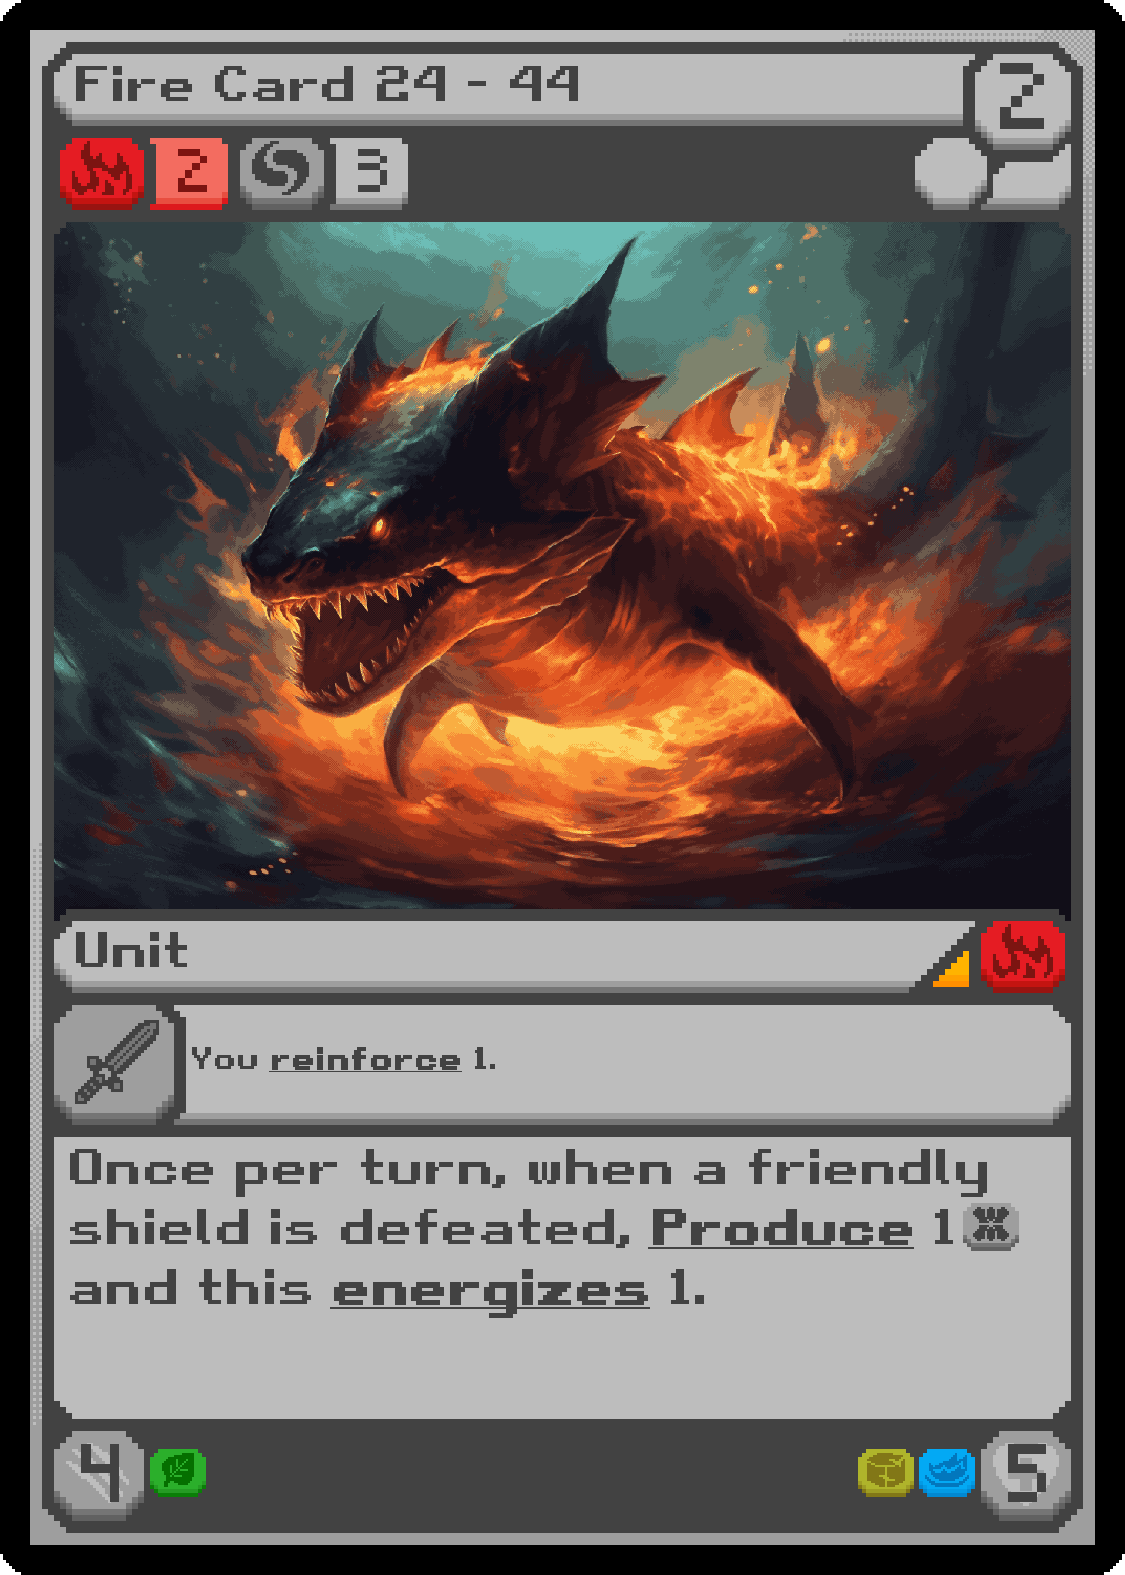 Fire Card 24 - 44
2
2
3
Unit
You reinforce 1.
Once per turn, when a friendly
shield is defeated, Produce 1
and this energizes 1.
4
5